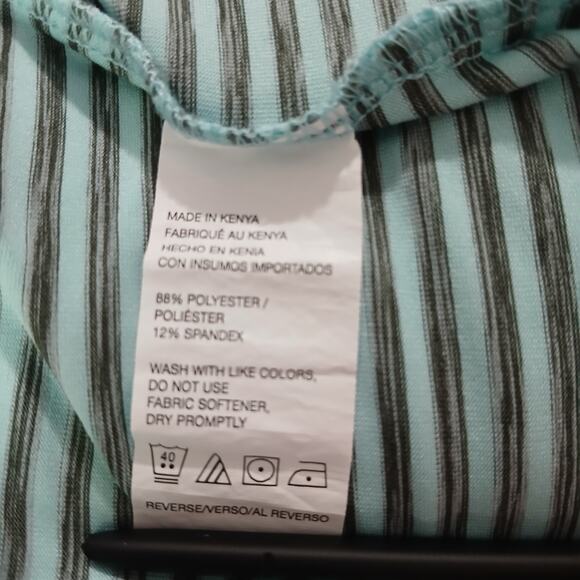 MADE IN KENYA
FABRIQUÉ AU KENYA
HECHO EN KENIA
CON INSUMOS IMPORTADOS
88% POLYESTER /
POLIÉSTER
12% SPANDEX
WASH WITH LIKE COLORS,
DO NOT USE
FABRIC SOFTENER,
DRY PROMPTLY
40
REVERSE/VERSO/AL REVERSO